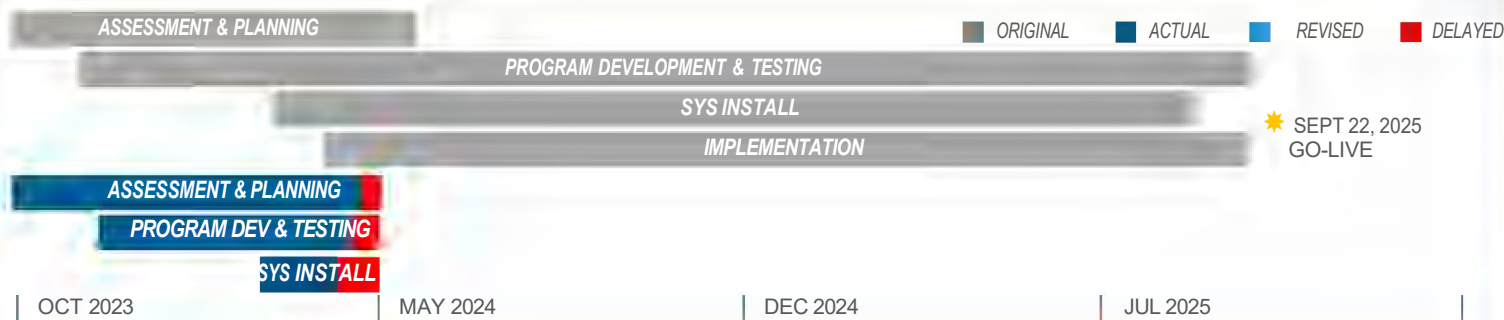 ASSESSMENT & PLANNING
ORIGINAL ACTUAL REVISED DELAYED
PROGRAM DEVELOPMENT & TESTING
SYS INSTALL
SEPT 22, 2025
GO-LIVE
IMPLEMENTATION
ASSESSMENT & PLANNING
PROGRAM DEV & TESTING
SYS INSTALL
OCT 2023 MAY 2024 DEC 2024 JUL 2025